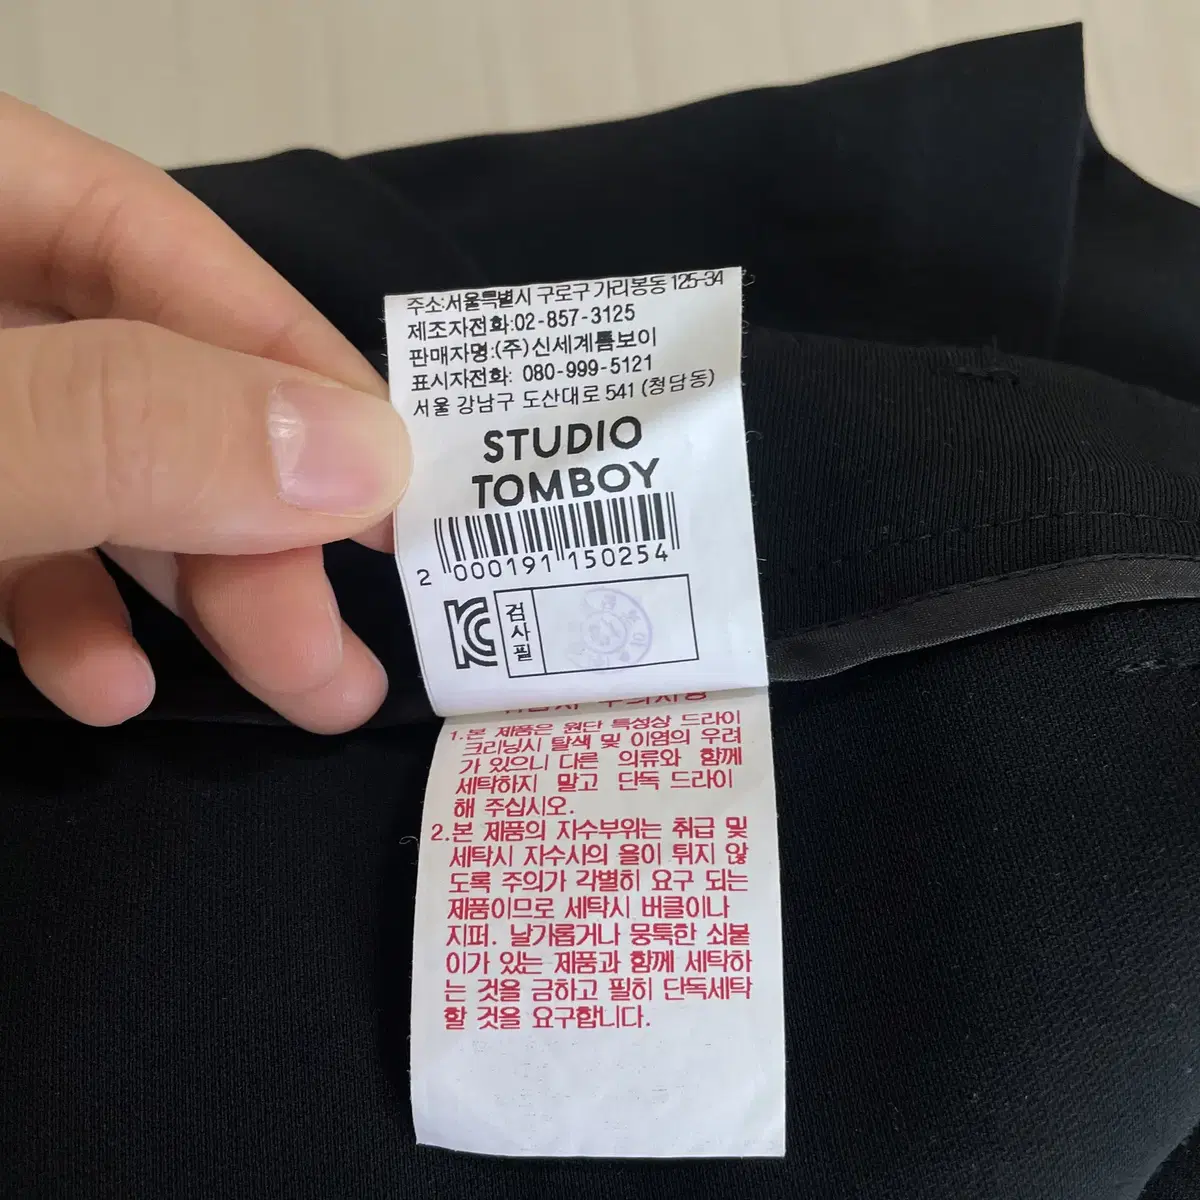 주소:서울특별시 구로구 가리봉동 125-34
제조자전화:02-857-3125
판매자명:(주)신세계톰보이
표시자전화: 080-999-5121
서울 강남구 도산대로 541 (청담동)
STUDIO
TOMBOY
2 000191 150254
검사필
1.본 제품은 원단 특성상 드라이
크리닝시 탈색 및 이염의 우려
가 있으니 다른 의류와 함께
세탁하지 말고 단독 드라이
해 주십시오.
2.본 제품의 자수부위는 취급 및
세탁시 자수사의 올이 튀지 않
도록 주의가 각별히 요구 되는
제품이므로 세탁시 버클이나
지퍼. 날카롭거나 뭉툭한 쇠붙
이가 있는 제품과 함께 세탁하
는 것을 금하고 필히 단독세탁
할 것을 요구합니다.